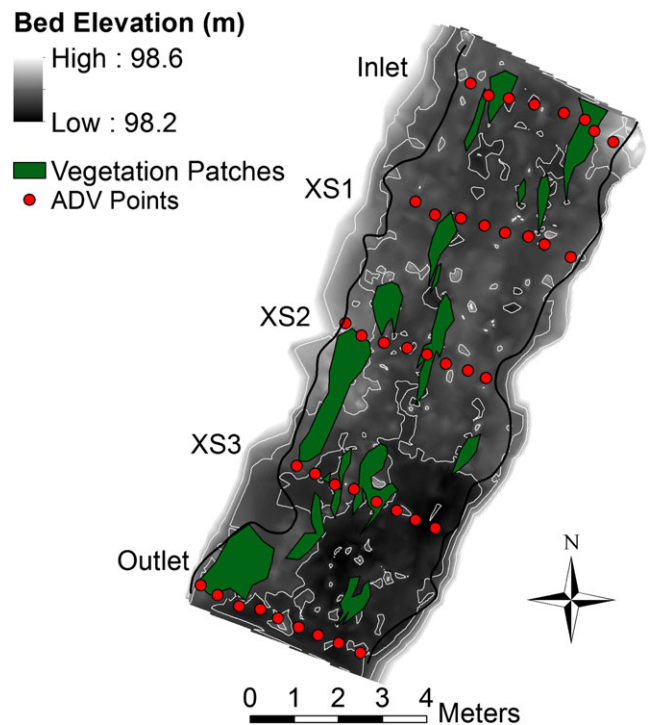 Bed Elevation (m)
High : 98.6
Low : 98.2
Vegetation Patches
ADV Points
Inlet
XS1
XS2
XS3
Outlet
N
0 1 2 3 4 Meters